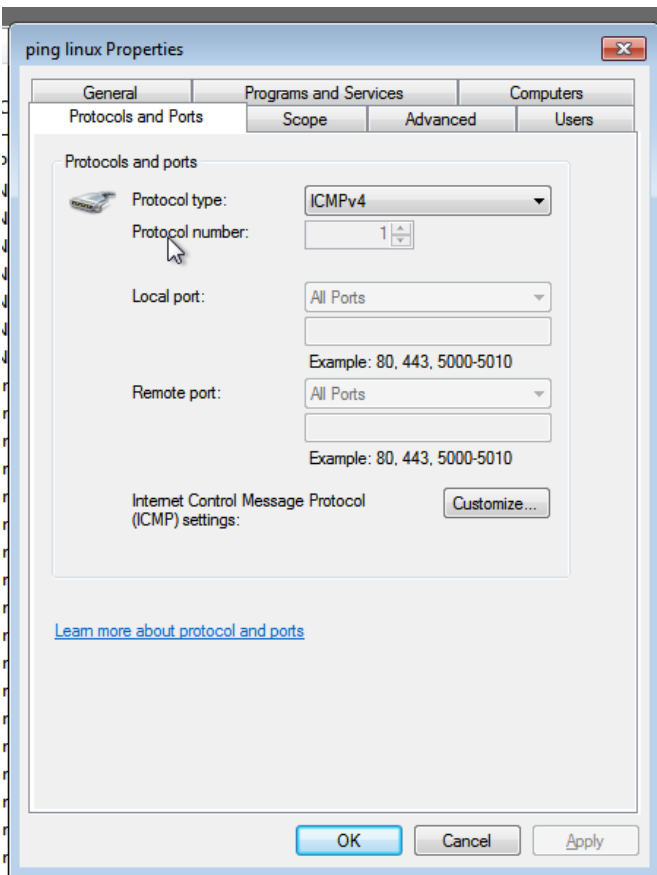 ping linux Properties
General Programs and Services Computers
Protocols and Ports Scope Advanced Users
Protocols and ports
Protocol type: ICMPv4
Protocol number: 1
Local port: All Ports
Example: 80, 443, 5000-5010
Remote port: All Ports
Example: 80, 443, 5000-5010
Internet Control Message Protocol
(ICMP) settings: Customize...
Learn more about protocol and ports
OK Cancel Apply